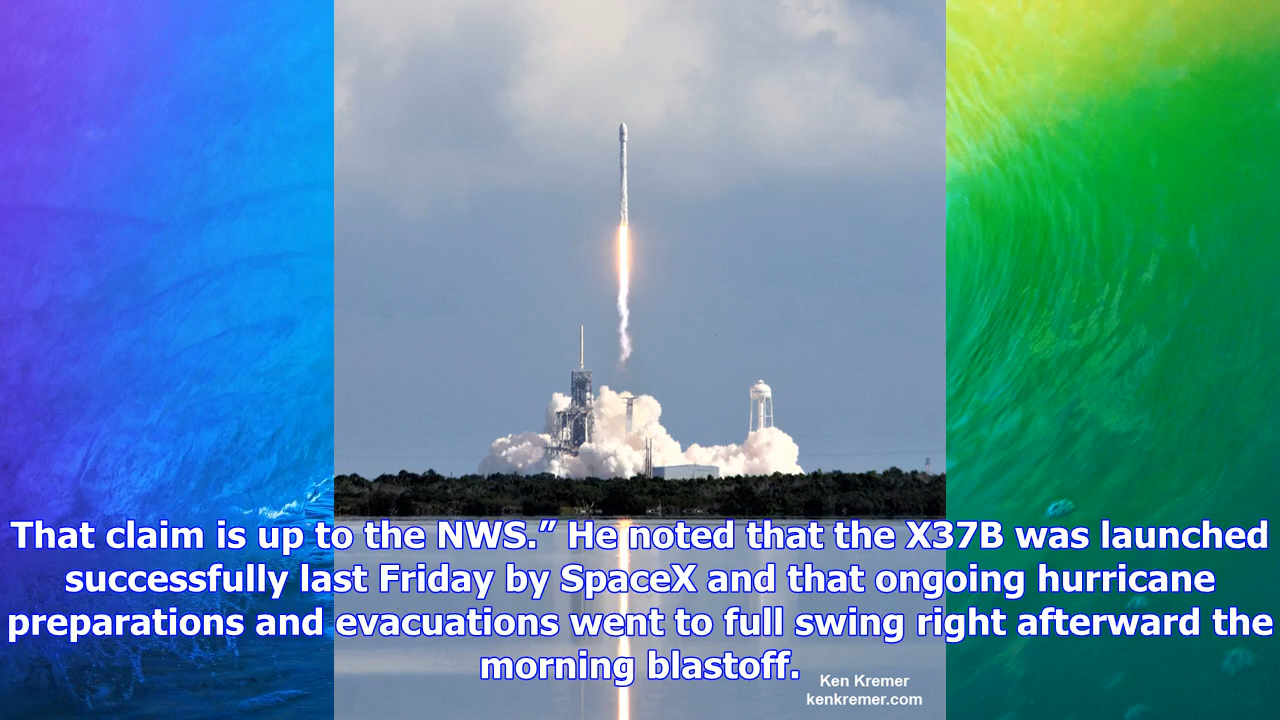 That claim is up to the NWS.” He noted that the X37B was launched
successfully last Friday by SpaceX and that ongoing hurricane
preparations and evacuations went to full swing right afterward the
morning blastoff.
Ken Kremer
kenkremer.com